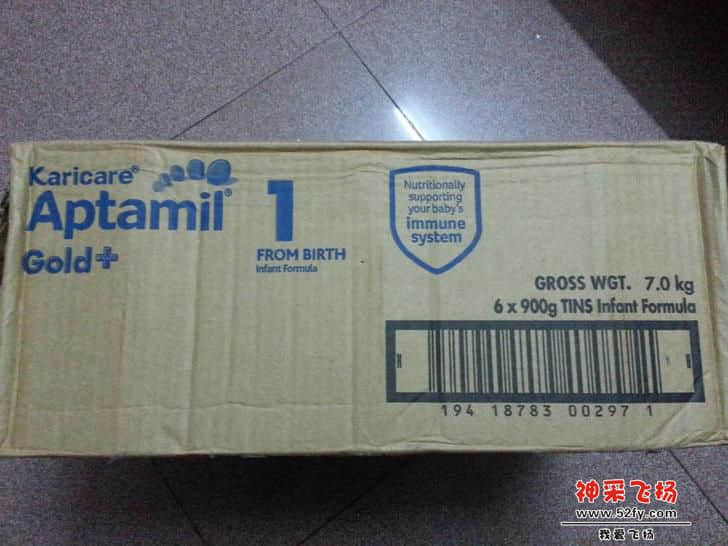 Karicare®
Aptamil®
Gold+
1
FROM BIRTH
Infant Formula
Nutritionally
supporting
your baby's
immune
system
GROSS WGT. 7.0 kg
6 x 900g TINS Infant Formula
194 18783 00297 1
神采飞扬
www.52fy.com
我爱飞扬